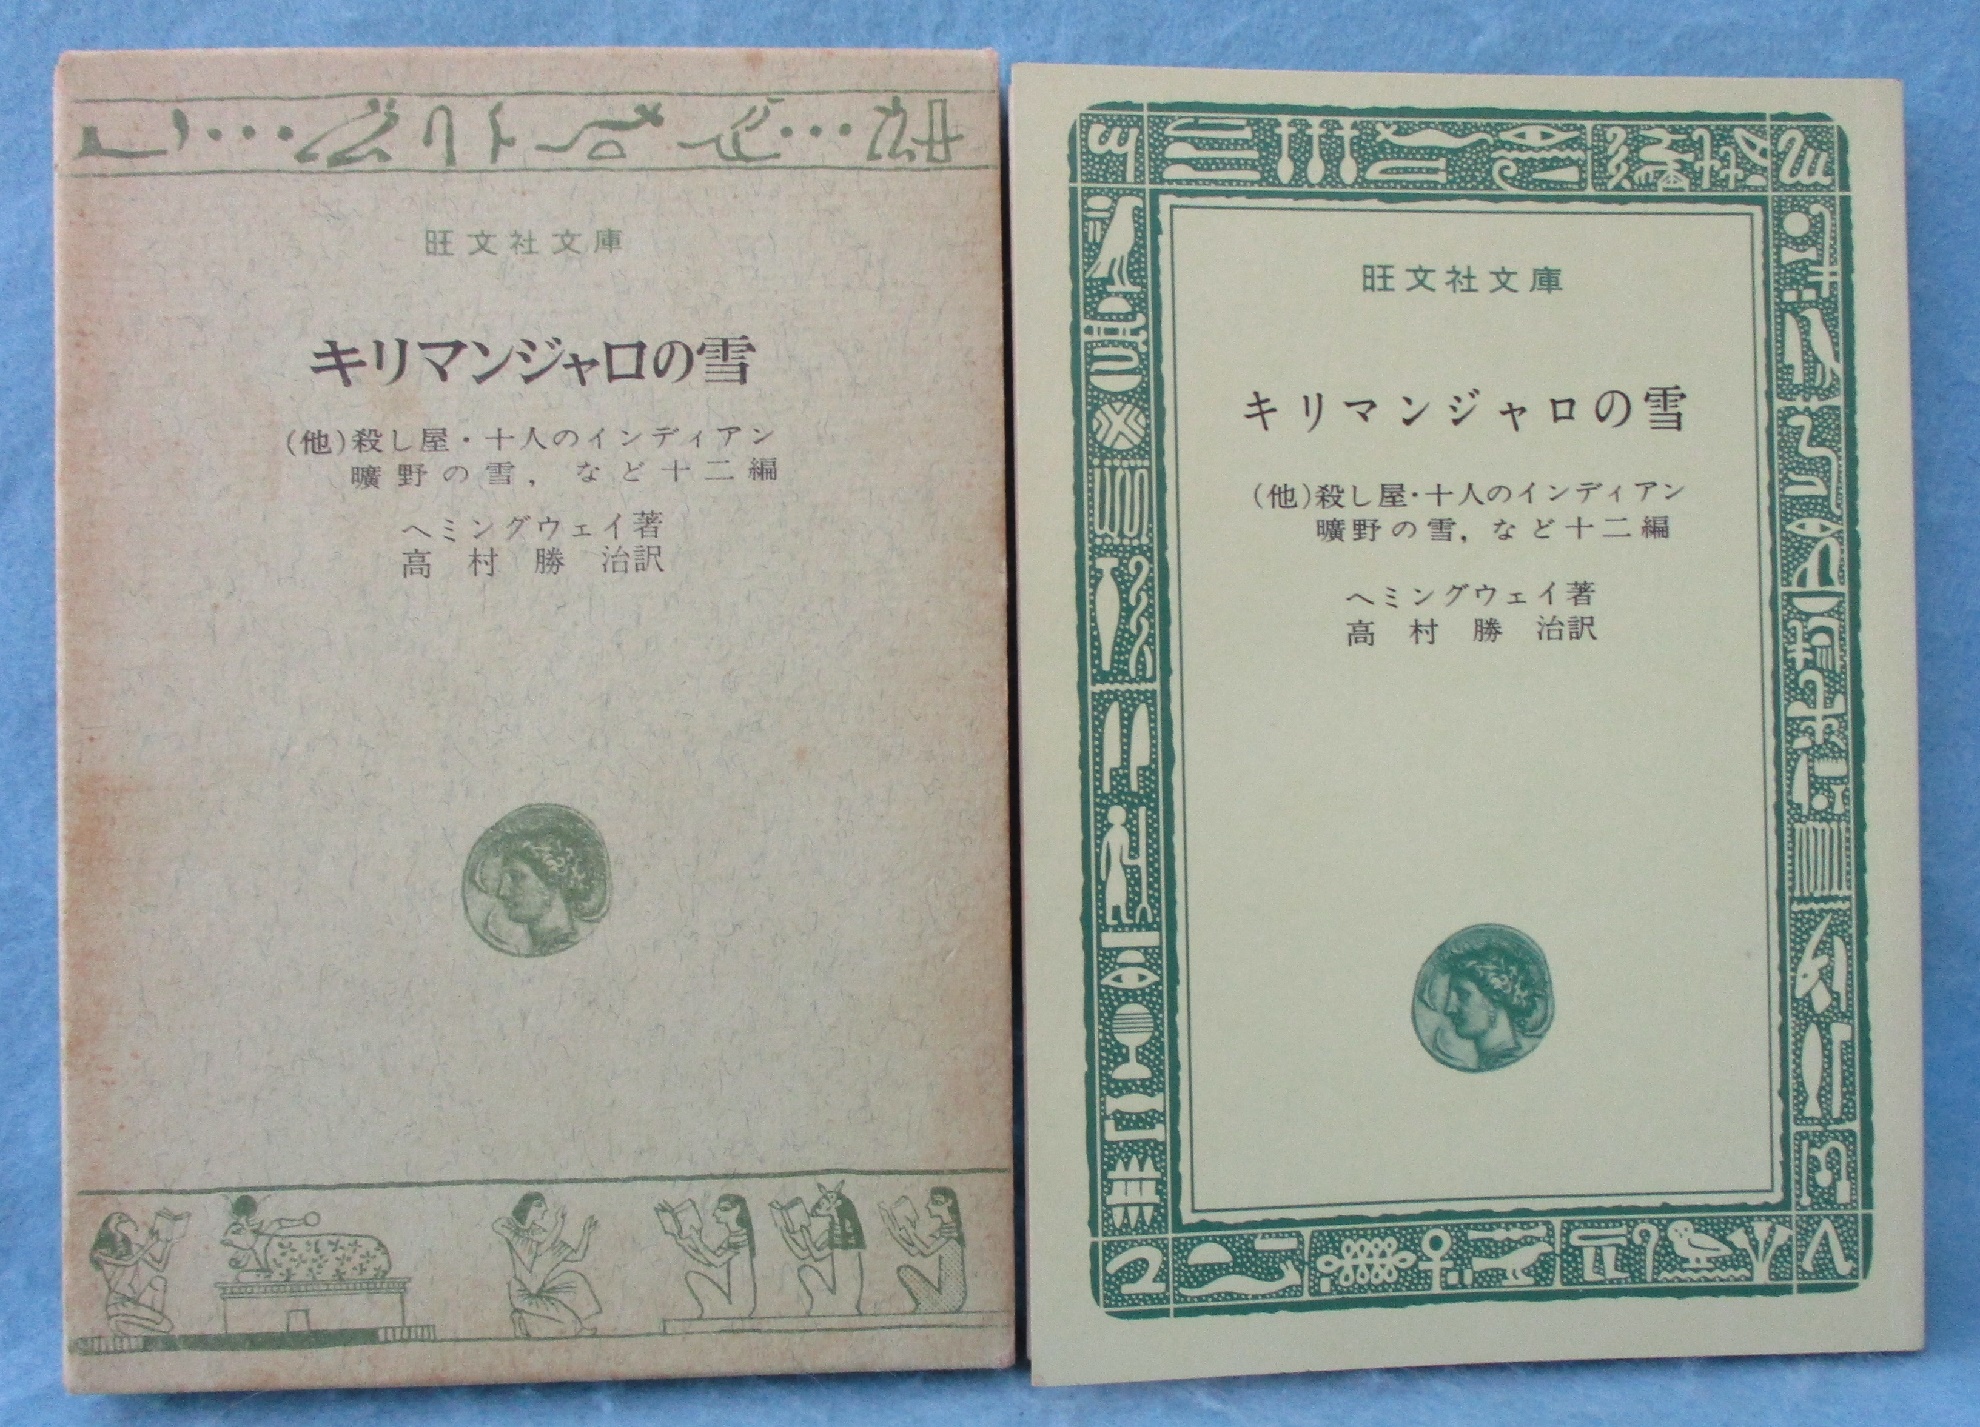 旺文社文庫
キリマンジャロの雪
(他)殺し屋・十人のインディアン
曠野の雪，など十二編
ヘミングウェイ著
高村勝治訳
旺文社文庫
キリマンジャロの雪
(他)殺し屋・十人のインディアン
曠野の雪，など十二編
ヘミングウェイ著
高村勝治訳